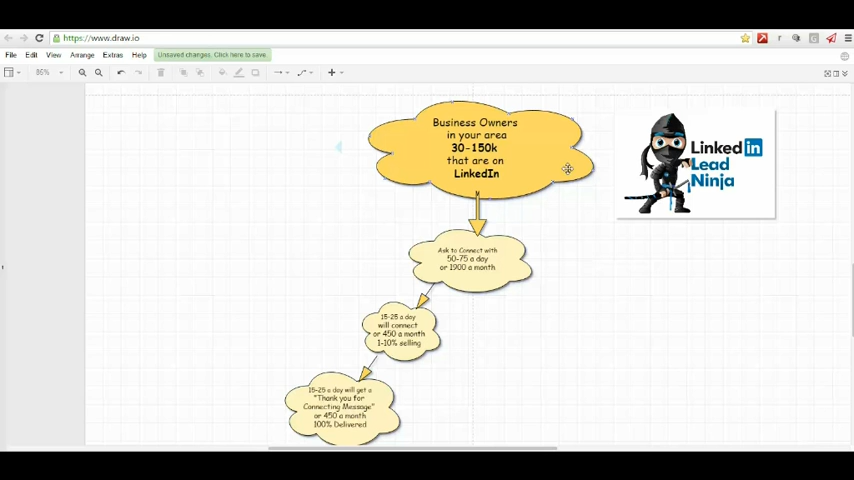 https://www.draw.io
File Edit View Arrange Extras Help Unsaved changes. Click here to save.
86%
Business Owners
in your area
30-150k
that are on
LinkedIn
Linked in
Lead
Ninja
Ask to Connect with
50-75 a day
or 1900 a month
15-25 a day
will connect
or 450 a month
1-10% selling
15-25 a day will get a
"Thank you for
Connecting Message"
or 450 a month
100% Delivered